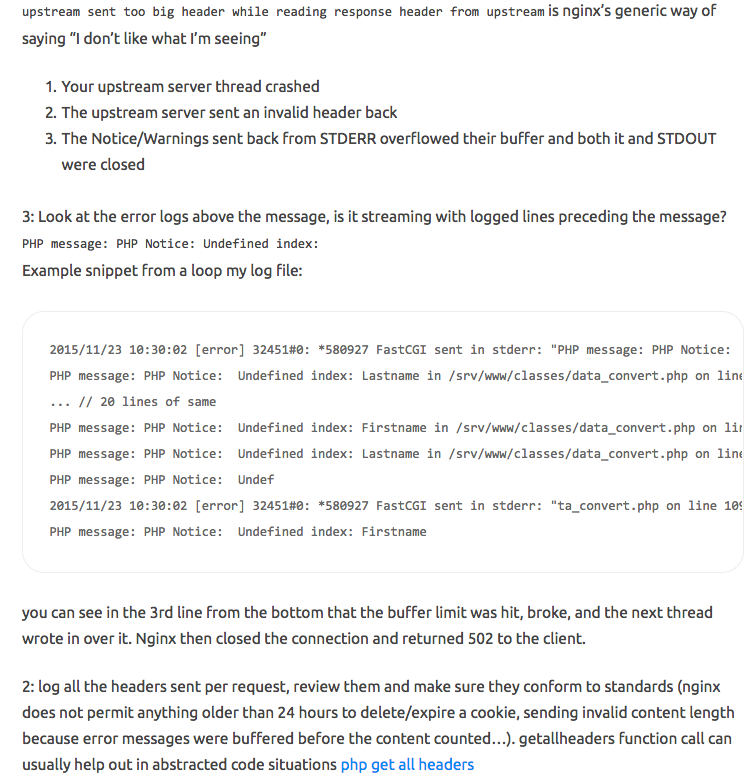 upstream sent too big header while reading response header from upstream is nginx’s generic way of
saying “I don’t like what I’m seeing”
1. Your upstream server thread crashed
2. The upstream server sent an invalid header back
3. The Notice/Warnings sent back from STDERR overflowed their buffer and both it and STDOUT
were closed
3: Look at the error logs above the message, is it streaming with logged lines preceding the message?
PHP message: PHP Notice: Undefined index:
Example snippet from a loop my log file:
2015/11/23 10:30:02 [error] 32451#0: *580927 FastCGI sent in stderr: "PHP message: PHP Notice:
PHP message: PHP Notice:  Undefined index: Lastname in /srv/www/classes/data_convert.php on line
... // 20 lines of same
PHP message: PHP Notice:  Undefined index: Firstname in /srv/www/classes/data_convert.php on
PHP message: PHP Notice:  Undefined index: Lastname in /srv/www/classes/data_convert.php on line
PHP message: PHP Notice:  Undef
2015/11/23 10:30:02 [error] 32451#0: *580927 FastCGI sent in stderr: "ta_convert.php on line 109
PHP message: PHP Notice:  Undefined index: Firstname
you can see in the 3rd line from the bottom that the buffer limit was hit, broke, and the next thread
wrote in over it. Nginx then closed the connection and returned 502 to the client.
2: log all the headers sent per request, review them and make sure they conform to standards (nginx
does not permit anything older than 24 hours to delete/expire a cookie, sending invalid content length
because error messages were buffered before the content counted...). getallheaders function call can
usually help out in abstracted code situations php get all headers